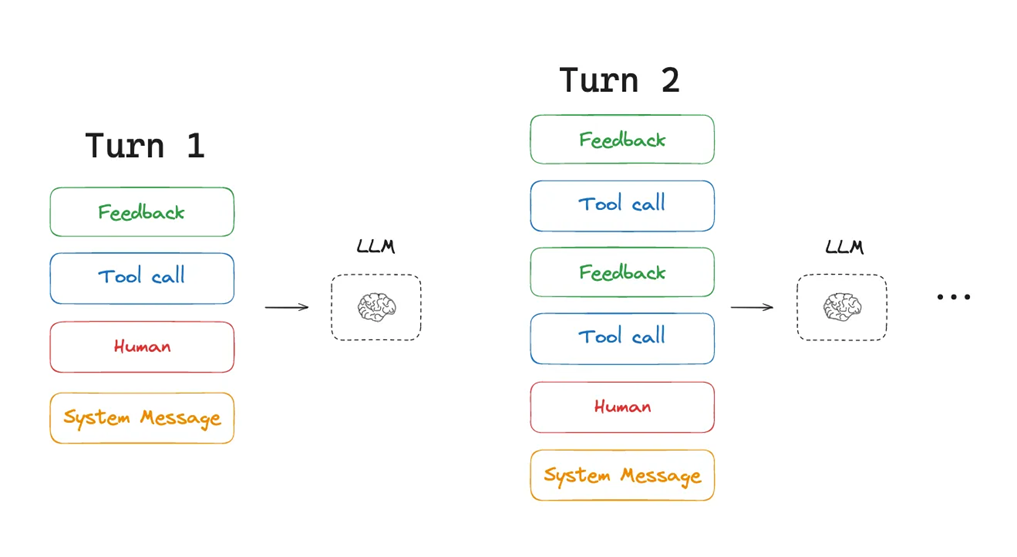 Turn 1
Feedback
Tool call
Human
System Message
LLM
Turn 2
Feedback
Tool call
Feedback
Tool call
Human
System Message
LLM
...